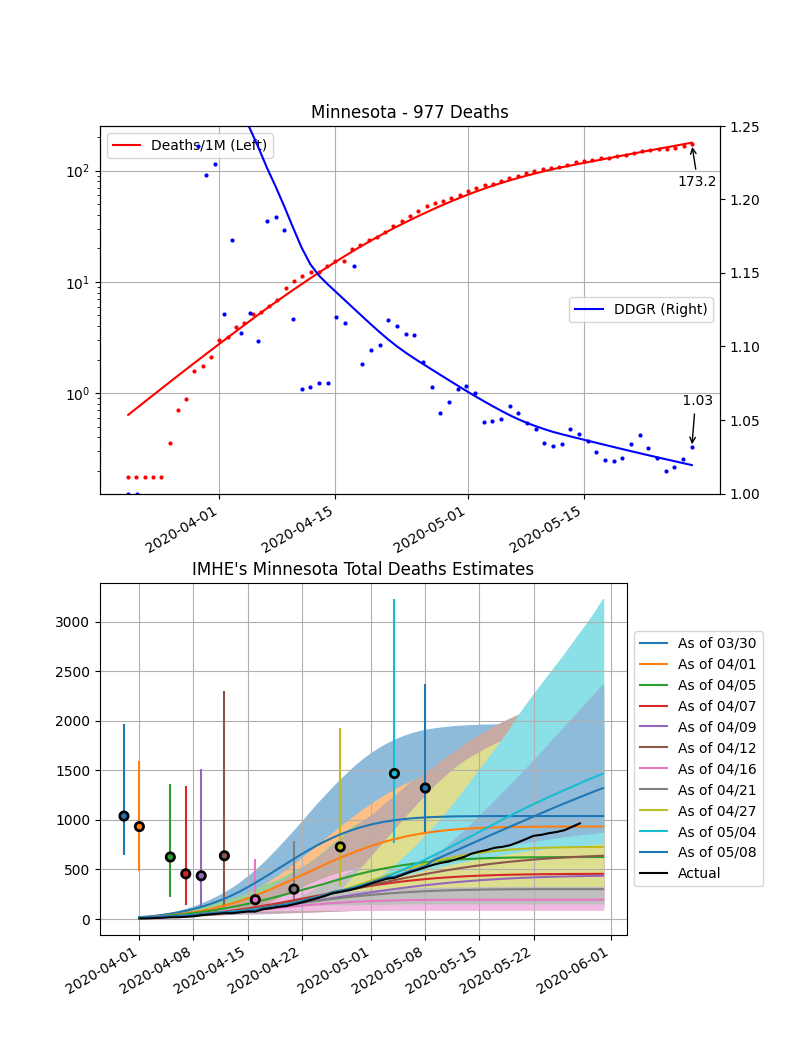 Minnesota - 977 Deaths
Deaths/1M (Left)
DDGR (Right)
173.2
1.03
10²
10¹
10⁰
1.25
1.20
1.15
1.10
1.05
1.00
2020-04-01
2020-04-15
2020-05-01
2020-05-15
IMHE's Minnesota Total Deaths Estimates
3000
2500
2000
1500
1000
500
0
2020-04-01
2020-04-08
2020-04-15
2020-04-22
2020-05-01
2020-05-08
2020-05-15
2020-05-22
2020-06-01
As of 03/30
As of 04/01
As of 04/05
As of 04/07
As of 04/09
As of 04/12
As of 04/16
As of 04/21
As of 04/27
As of 05/04
As of 05/08
Actual